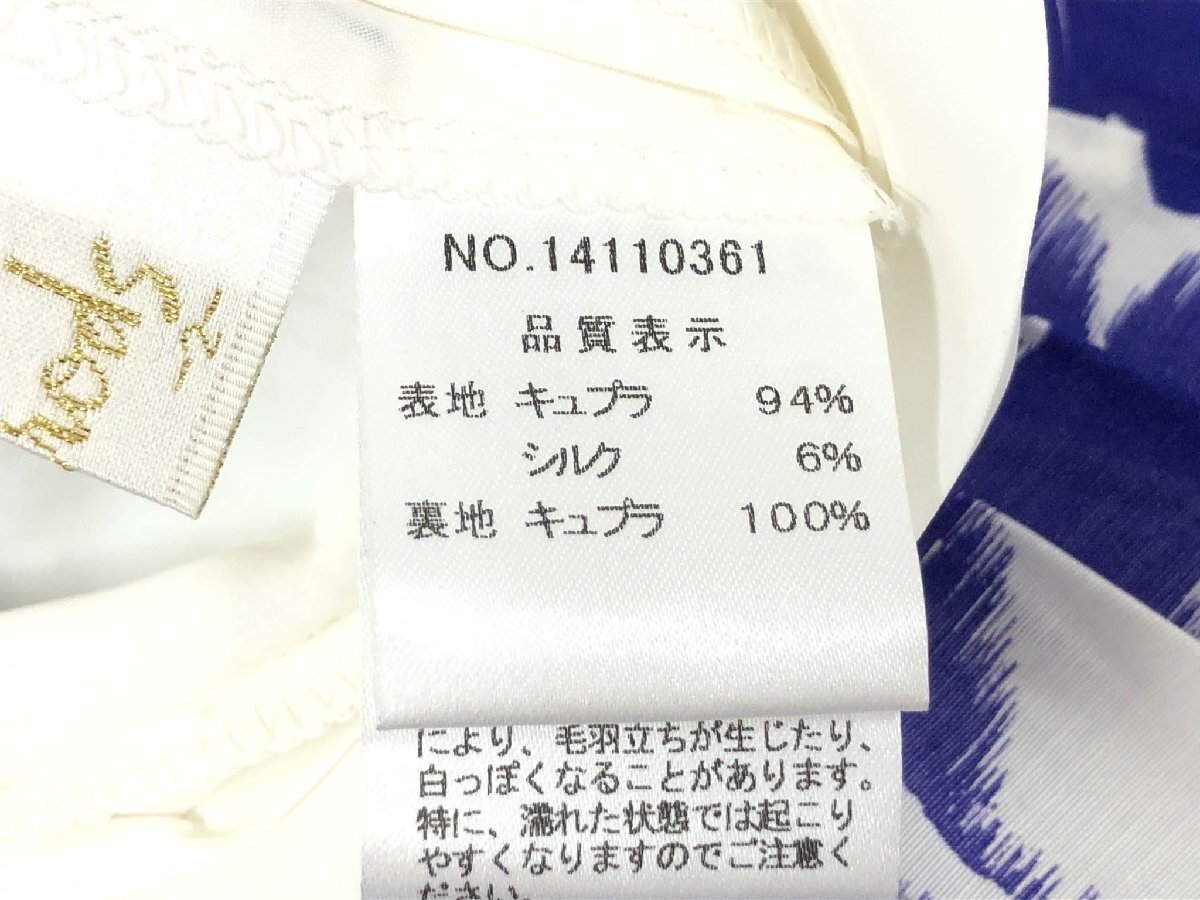 NO.14110361
品質表示
表地 キュプラ 94%
シルク 6%
裏地 キュプラ 100%
により、毛羽立ちが生じたり、
白っぽくなることがあります。
特に、濡れた状態では起こり
やすくなりますのでご注意く
ださい。